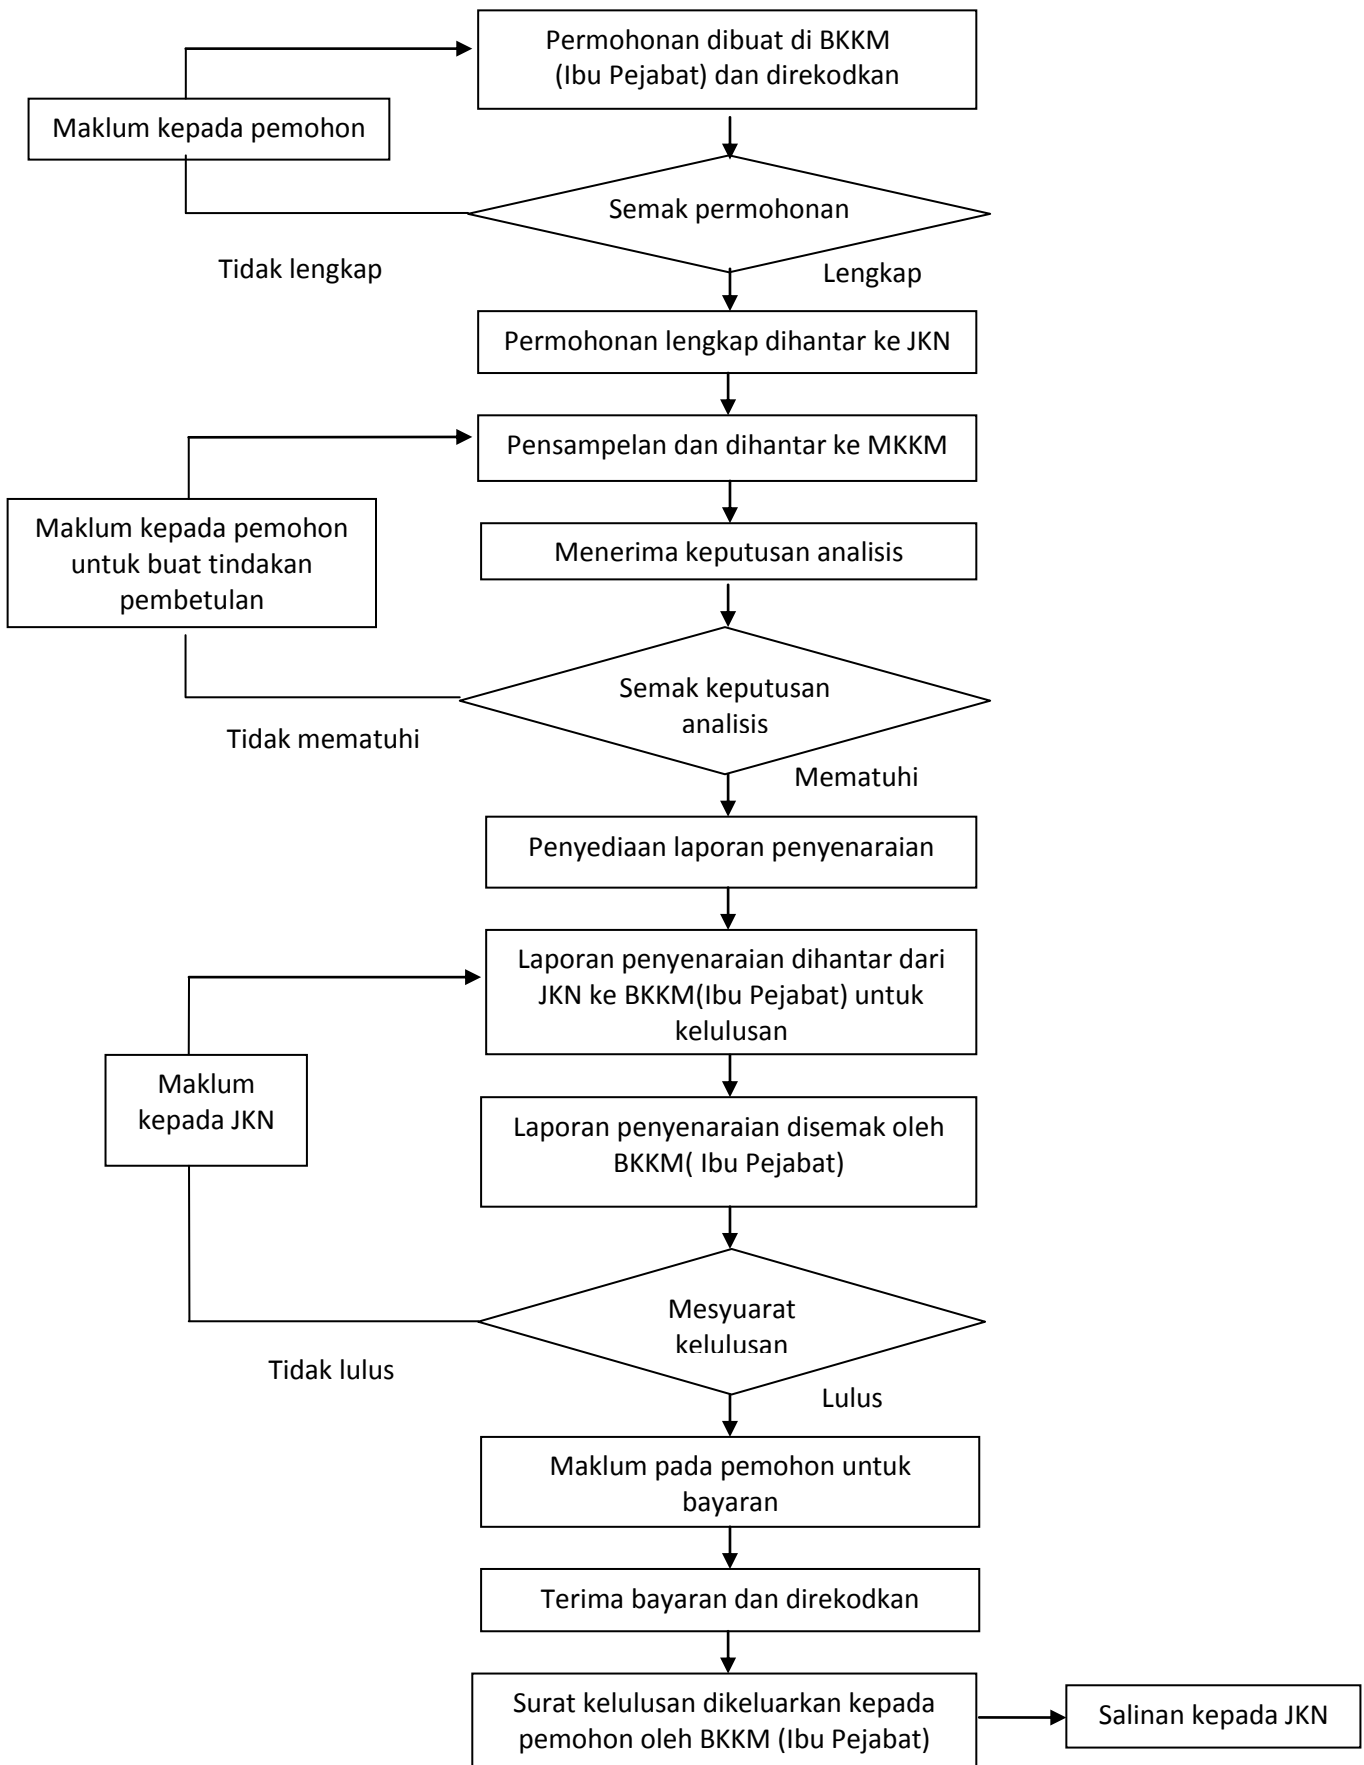 Permohonan dibuat di BKKM
(Ibu Pejabat) dan direkodkan
Maklum kepada pemohon
Semak permohonan
Tidak lengkap
Lengkap
Permohonan lengkap dihantar ke JKN
Pensampelan dan dihantar ke MKKM
Maklum kepada pemohon
untuk buat tindakan
pembetulan
Menerima keputusan analisis
Semak keputusan
analisis
Tidak mematuhi
Mematuhi
Penyediaan laporan penyenaraian
Laporan penyenaraian dihantar dari
JKN ke BKKM(Ibu Pejabat) untuk
kelulusan
Maklum
kepada JKN
Laporan penyenaraian disemak oleh
BKKM( Ibu Pejabat)
Mesyuarat
kelulusan
Tidak lulus
Lulus
Maklum pada pemohon untuk
bayaran
Terima bayaran dan direkodkan
Surat kelulusan dikeluarkan kepada
pemohon oleh BKKM (Ibu Pejabat)
Salinan kepada JKN